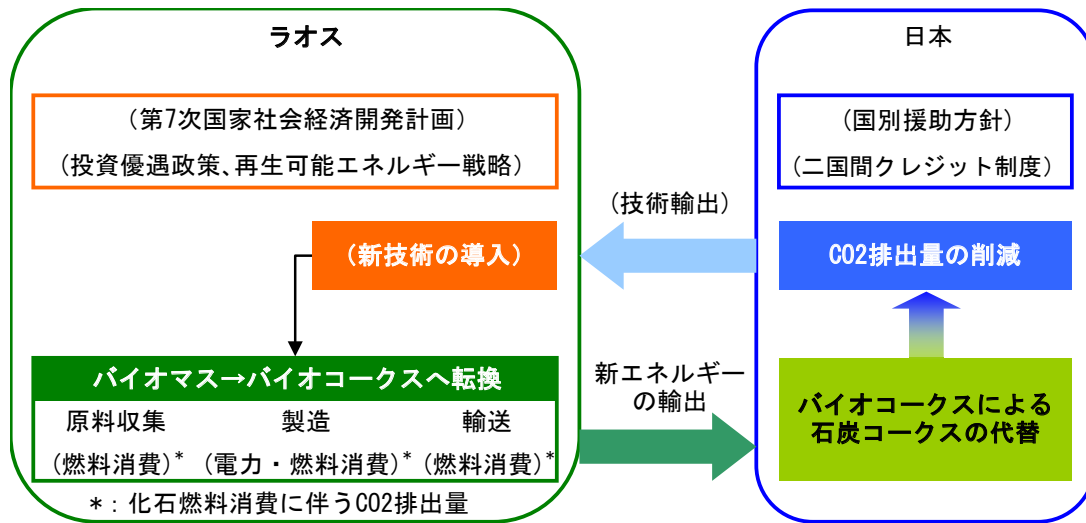 ラオス
(第7次国家社会経済開発計画)
(投資優遇政策、再生可能エネルギー戦略)
(新技術の導入)
バイオマス→バイオコークスへ転換
原料収集 製造 輸送
(燃料消費)* (電力・燃料消費)* (燃料消費)*
*：化石燃料消費に伴うCO2排出量
(技術輸出)
新エネルギー
の輸出
日本
(国別援助方針)
(二国間クレジット制度)
CO2排出量の削減
バイオコークスによる
石炭コークスの代替